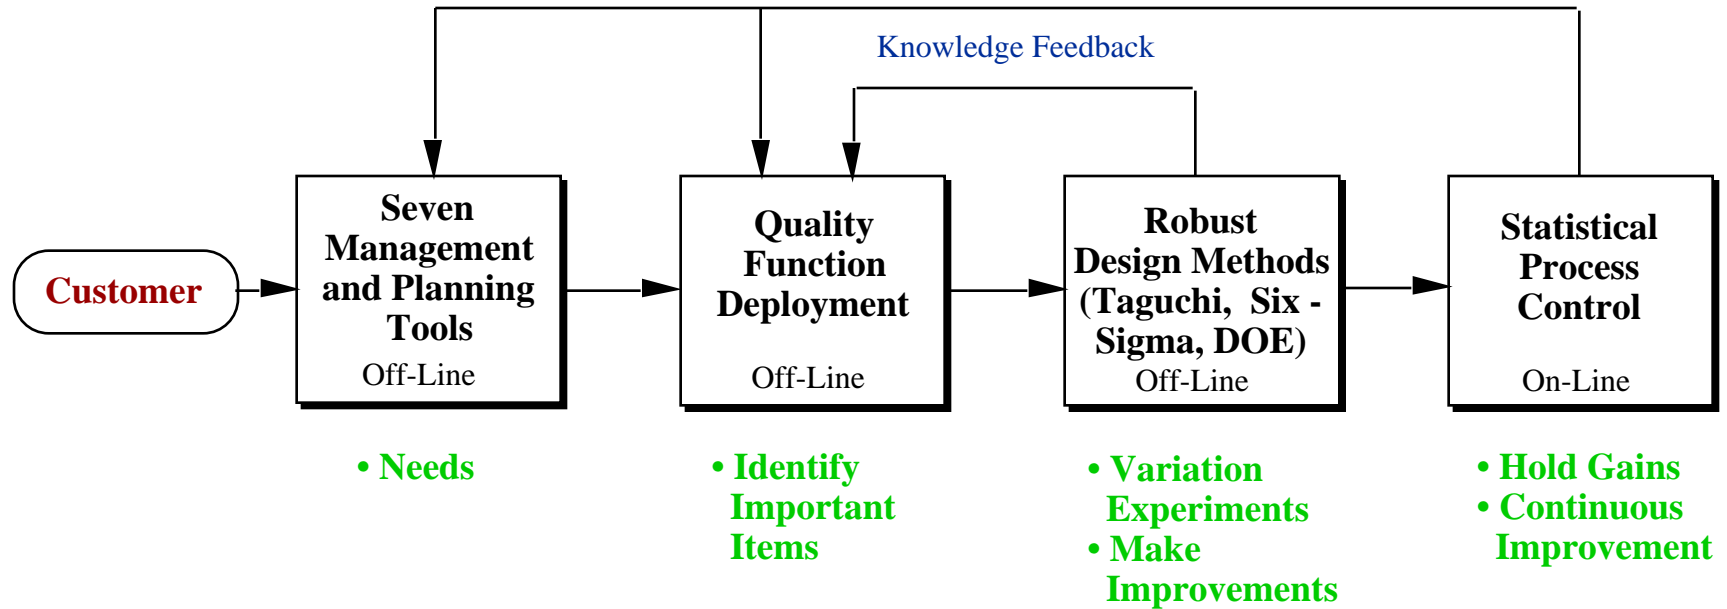 Knowledge Feedback
Customer
Seven
Management
and Planning
Tools
Off-Line
Quality
Function
Deployment
Off-Line
Robust
Design Methods
(Taguchi, Six -
Sigma, DOE)
Off-Line
Statistical
Process
Control
On-Line
• Needs
• Identify
Important
Items
• Variation
Experiments
• Make
Improvements
• Hold Gains
• Continuous
Improvement